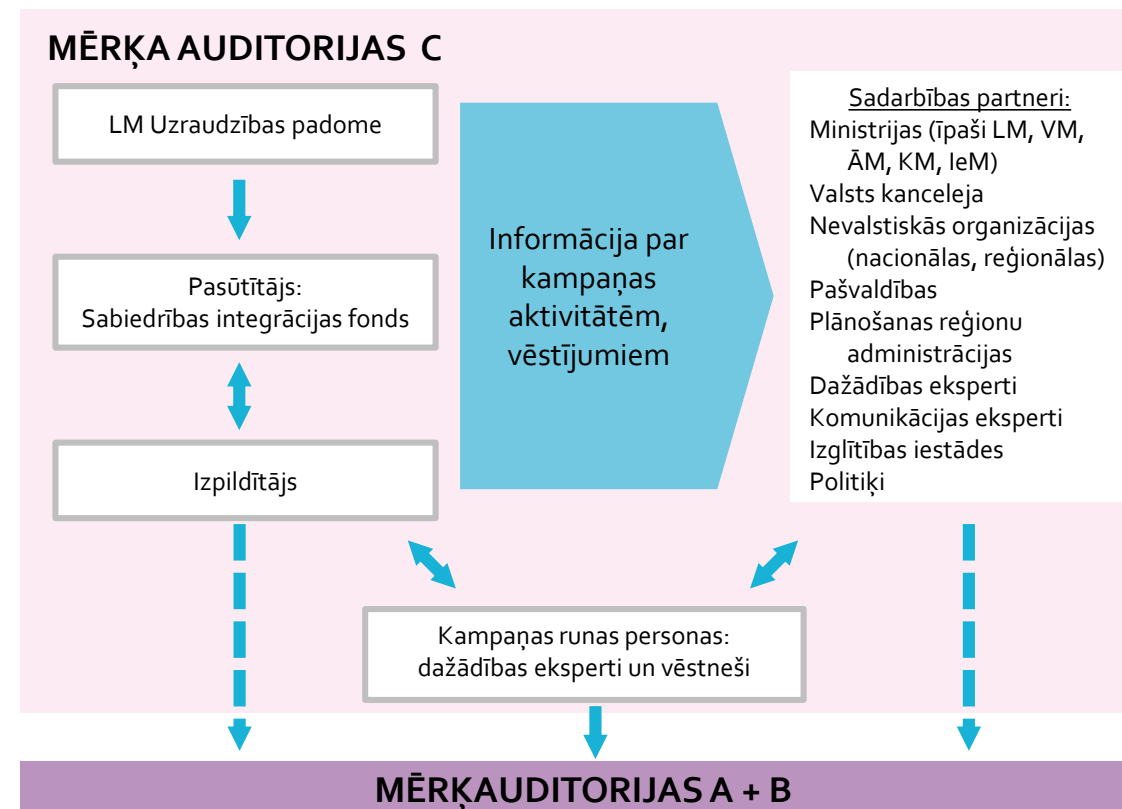 MĒRĶA AUDITORIJAS C
LM Uzraudzības padome
Pasūtītājs:
Sabiedrības integrācijas fonds
Izpildītājs
Informācija par
kampaņas
aktivitātēm,
vēstījumiem
Sadarbības partneri:
Ministrijas (īpaši LM, VM,
ĀM, KM, IeM)
Valsts kanceleja
Nevalstiskās organizācijas
(nacionālas, reģionālas)
Pašvaldības
Plānošanas reģionu
administrācijas
Dažādības eksperti
Komunikācijas eksperti
Izglītības iestādes
Politiķi
Kampaņas runas personas:
dažādības eksperti un vēstneši
MĒRĶAUDITORIJAS A + B